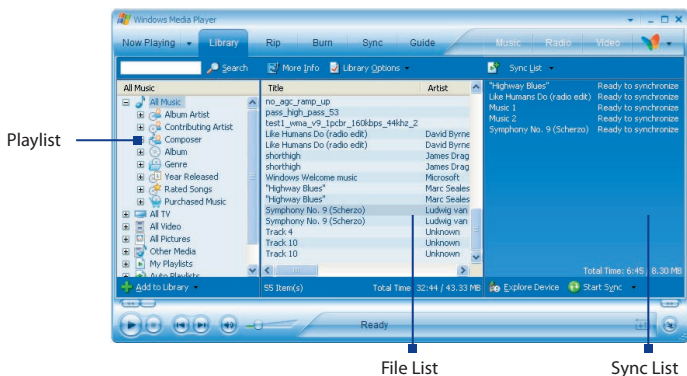 Windows Media Player
Now Playing Library Rip Burn Sync Guide Music Radio Video
Search More Info Library Options Sync List
All Music
All Music
Album Artist
Contributing Artist
Composer
Album
Genre
Year Released
Rated Songs
Purchased Music
All TV
All Video
All Pictures
Other Media
My Playlists
Auto Playlists
Add to Library
Title Artist
no_agc_ramp_up
pass_high_pass_53
test1_wma_v9_1pcbr_160kbps_44khz_2
Like Humans Do (radio edit) David Byrne
Like Humans Do (radio edit) David Byrne
shorthigh James Drag
shorthigh James Drag
Windows Welcome music Microsoft
"Highway Blues" Marc Seales
"Highway Blues" Marc Seales
Symphony No. 9 (Scherzo) Ludwig van
Symphony No. 9 (Scherzo) Ludwig van
Track 4 Unknown
Track 10 Unknown
Track 10 Unknown
55 Item(s) Total Time: 32:44 / 43.33 MB
"Highway Blues" Ready to synchronize
Like Humans Do (radio edit) Ready to synchronize
Music 1 Ready to synchronize
Music 2 Ready to synchronize
Symphony No. 9 (Scherzo) Ready to synchronize
Total Time: 6:45 / 8.30 MB
Explore Device Start Sync
Ready
Playlist
File List
Sync List